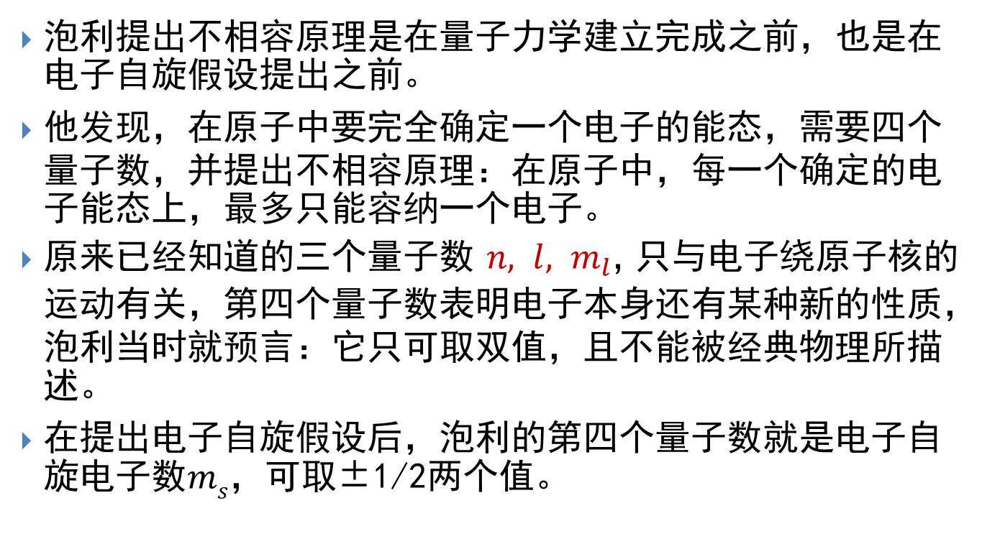 泡利提出不相容原理是在量子力学建立完成之前，也是在
电子自旋假设提出之前。
他发现，在原子中要完全确定一个电子的能态，需要四个
量子数，并提出不相容原理：在原子中，每一个确定的电
子能态上，最多只能容纳一个电子。
原来已经知道的三个量子数 n, l, mₗ, 只与电子绕原子核的
运动有关，第四个量子数表明电子本身还有某种新的性质，
泡利当时就预言：它只可取双值，且不能被经典物理所描
述。
在提出电子自旋假设后，泡利的第四个量子数就是电子自
旋电子数mₛ，可取±1/2两个值。